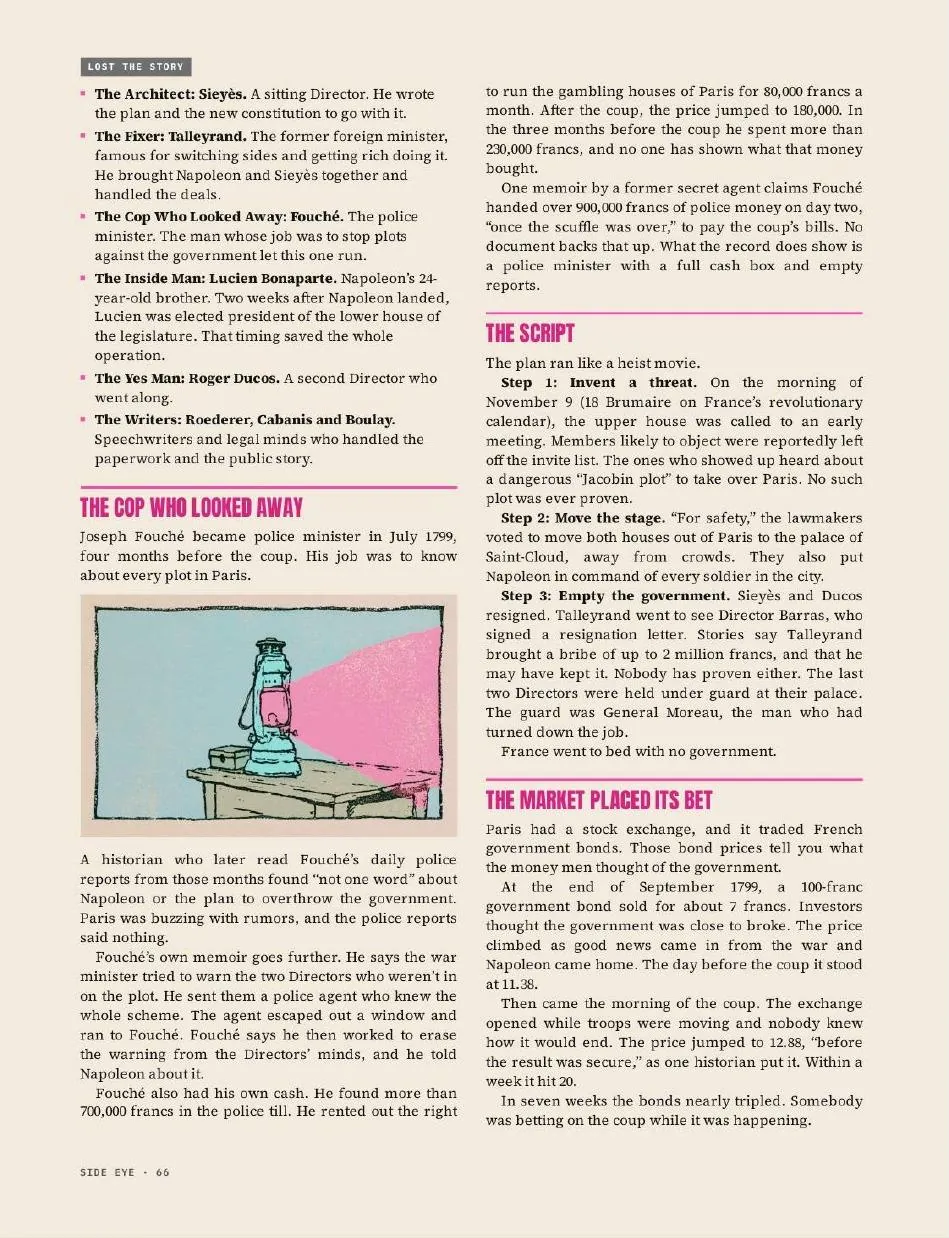 LOST THE STORY
▪ The Architect: Sieyès. A sitting Director. He wrote
the plan and the new constitution to go with it.
▪ The Fixer: Talleyrand. The former foreign minister,
famous for switching sides and getting rich doing it.
He brought Napoleon and Sieyès together and
handled the deals.
▪ The Cop Who Looked Away: Fouché. The police
minister. The man whose job was to stop plots
against the government let this one run.
▪ The Inside Man: Lucien Bonaparte. Napoleon’s 24-
year-old brother. Two weeks after Napoleon landed,
Lucien was elected president of the lower house of
the legislature. That timing saved the whole
operation.
▪ The Yes Man: Roger Ducos. A second Director who
went along.
▪ The Writers: Roederer, Cabanis and Boulay.
Speechwriters and legal minds who handled the
paperwork and the public story.
THE COP WHO LOOKED AWAY
Joseph Fouché became police minister in July 1799,
four months before the coup. His job was to know
about every plot in Paris.
A historian who later read Fouché’s daily police
reports from those months found “not one word” about
Napoleon or the plan to overthrow the government.
Paris was buzzing with rumors, and the police reports
said nothing.
Fouché’s own memoir goes further. He says the war
minister tried to warn the two Directors who weren’t in
on the plot. He sent them a police agent who knew the
whole scheme. The agent escaped out a window and
ran to Fouché. Fouché says he then worked to erase
the warning from the Directors’ minds, and he told
Napoleon about it.
Fouché also had his own cash. He found more than
700,000 francs in the police till. He rented out the right
to run the gambling houses of Paris for 80,000 francs a
month. After the coup, the price jumped to 180,000. In
the three months before the coup he spent more than
230,000 francs, and no one has shown what that money
bought.
One memoir by a former secret agent claims Fouché
handed over 900,000 francs of police money on day two,
“once the scuffle was over,” to pay the coup’s bills. No
document backs that up. What the record does show is
a police minister with a full cash box and empty
reports.
THE SCRIPT
The plan ran like a heist movie.
Step 1: Invent a threat. On the morning of
November 9 (18 Brumaire on France’s revolutionary
calendar), the upper house was called to an early
meeting. Members likely to object were reportedly left
off the invite list. The ones who showed up heard about
a dangerous “Jacobin plot” to take over Paris. No such
plot was ever proven.
Step 2: Move the stage. “For safety,” the lawmakers
voted to move both houses out of Paris to the palace of
Saint-Cloud, away from crowds. They also put
Napoleon in command of every soldier in the city.
Step 3: Empty the government. Sieyès and Ducos
resigned. Talleyrand went to see Director Barras, who
signed a resignation letter. Stories say Talleyrand
brought a bribe of up to 2 million francs, and that he
may have kept it. Nobody has proven either. The last
two Directors were held under guard at their palace.
The guard was General Moreau, the man who had
turned down the job.
France went to bed with no government.
THE MARKET PLACED ITS BET
Paris had a stock exchange, and it traded French
government bonds. Those bond prices tell you what
the money men thought of the government.
At the end of September 1799, a 100-franc
government bond sold for about 7 francs. Investors
thought the government was close to broke. The price
climbed as good news came in from the war and
Napoleon came home. The day before the coup it stood
at 11.38.
Then came the morning of the coup. The exchange
opened while troops were moving and nobody knew
how it would end. The price jumped to 12.88, “before
the result was secure,” as one historian put it. Within a
week it hit 20.
In seven weeks the bonds nearly tripled. Somebody
was betting on the coup while it was happening.
SIDE EYE · 66